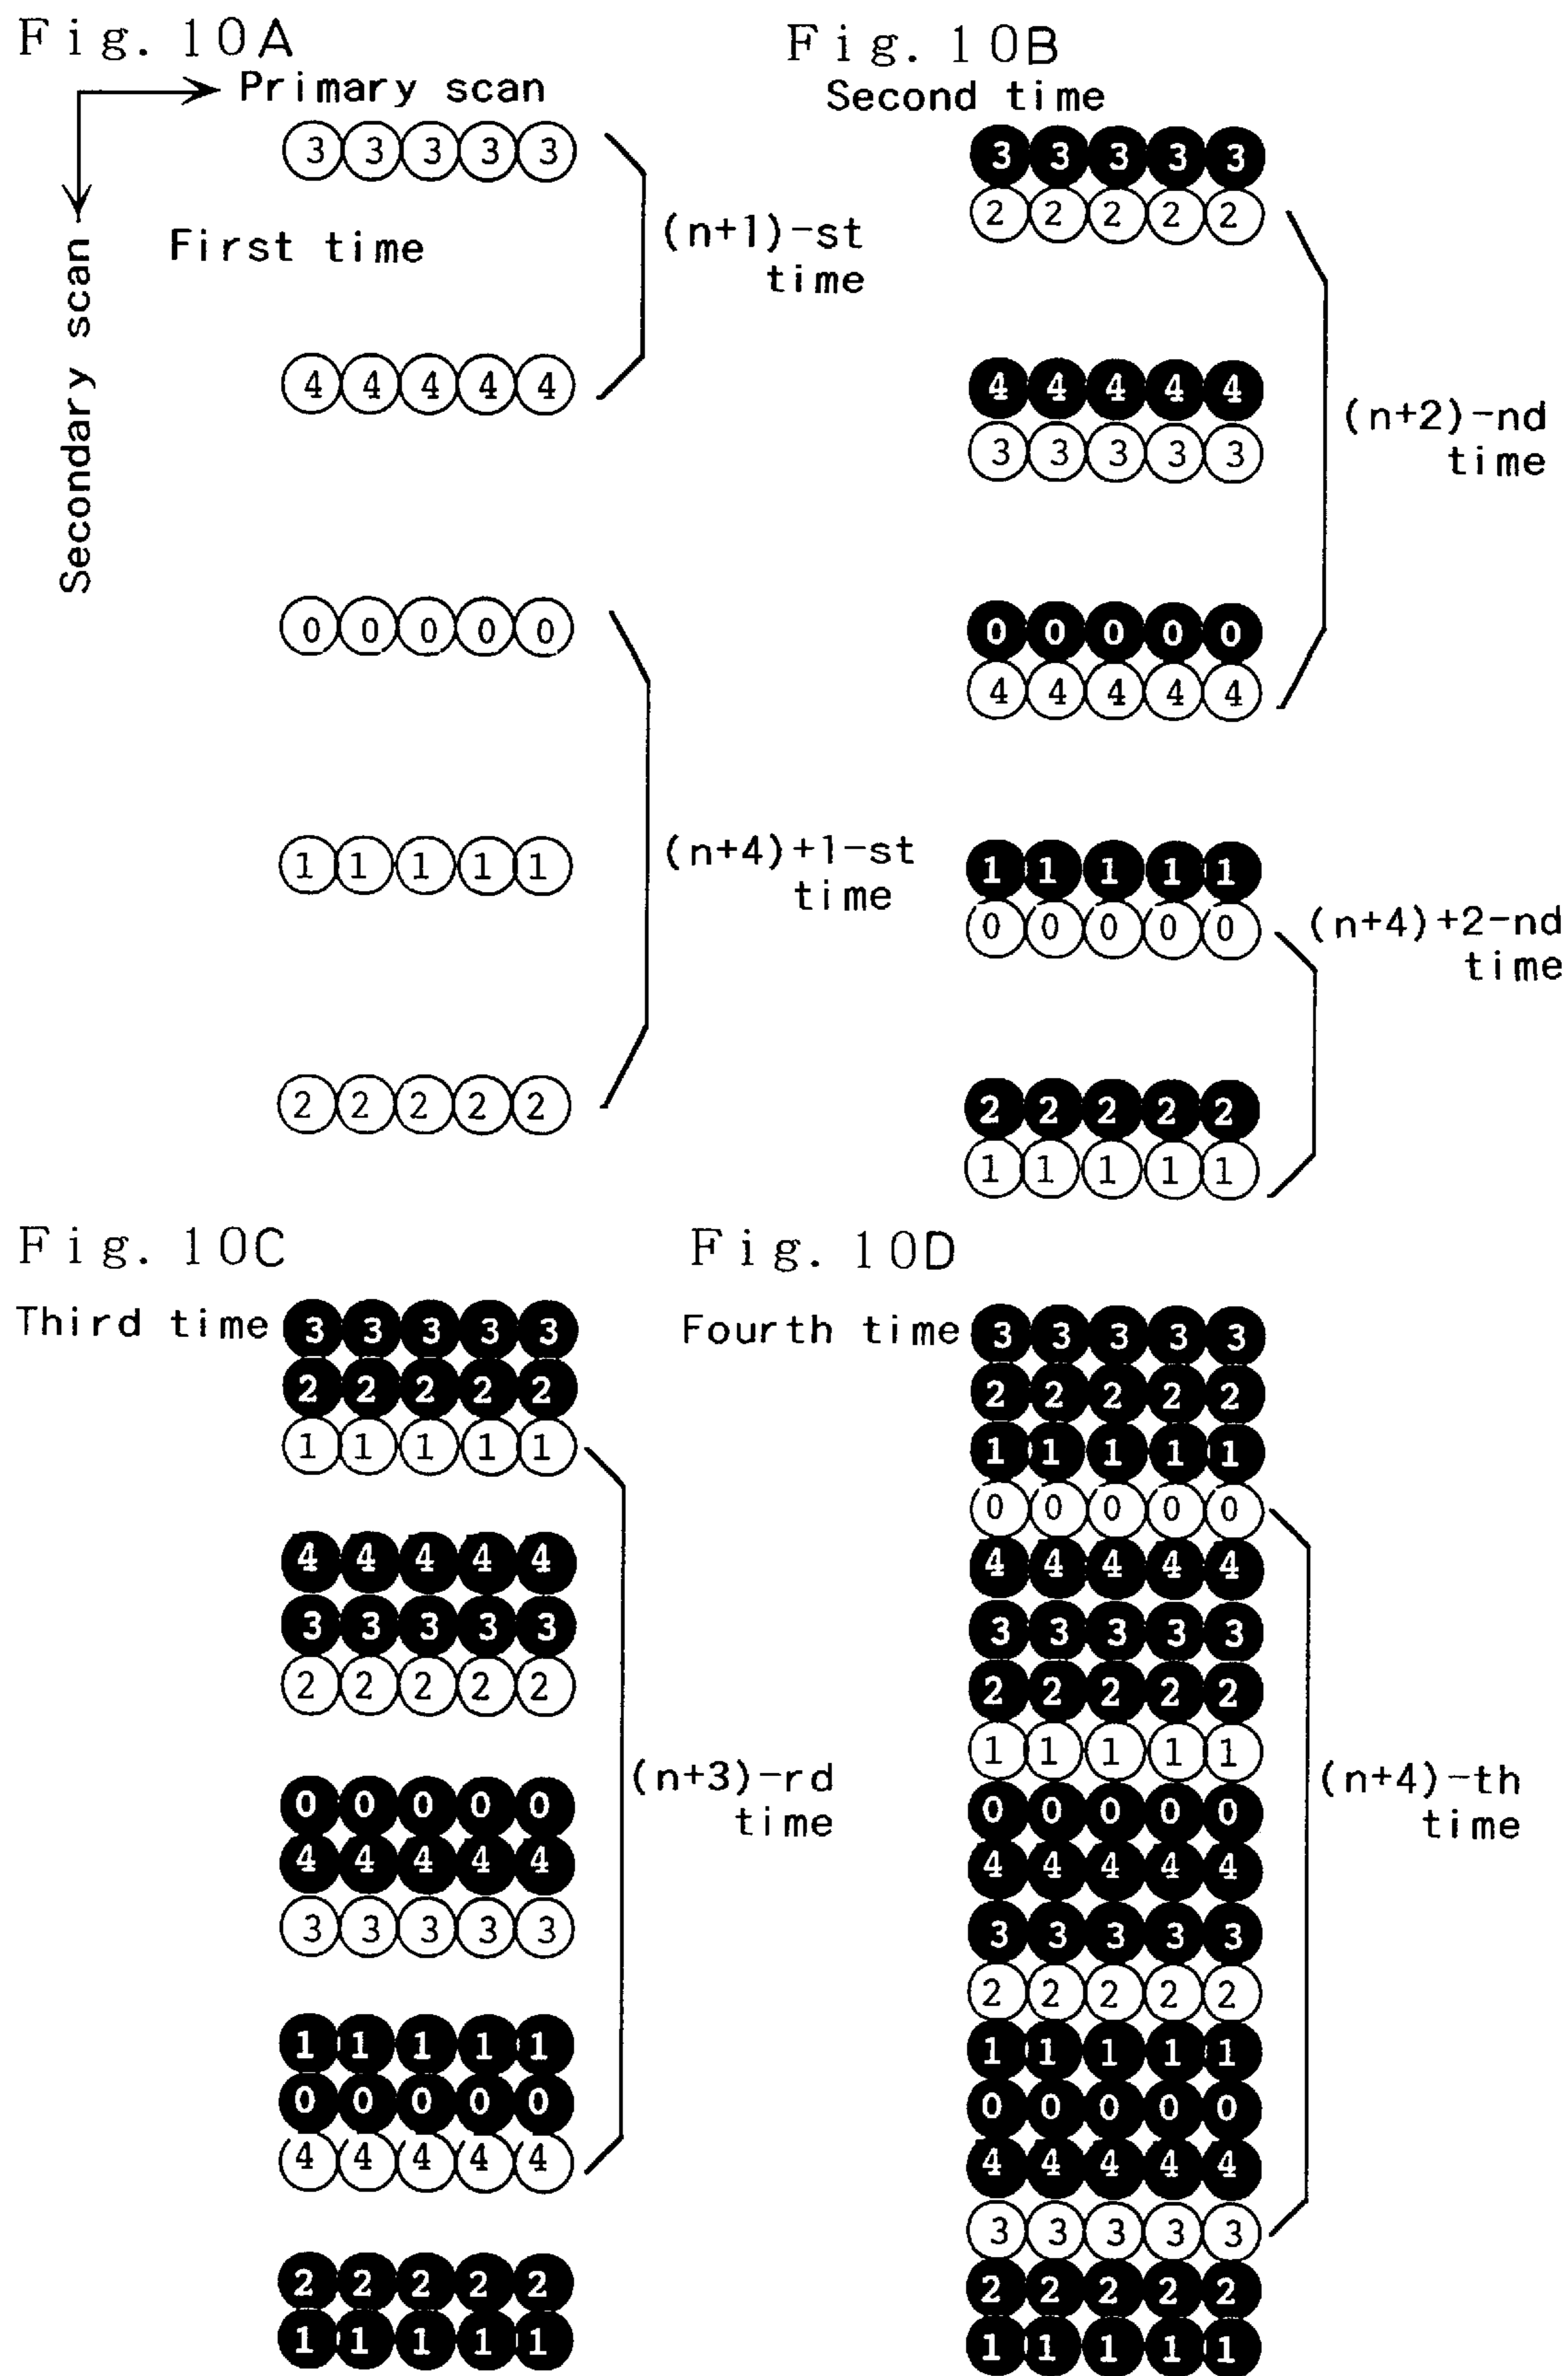 Fig. 10A
Primary scan
Secondary scan
3 3 3 3 3
First time
(n+1)-st
time
4 4 4 4 4
0 0 0 0 0
1 1 1 1 1
(n+4)+1-st
time
2 2 2 2 2
Fig. 10B
Second time
3 3 3 3 3
2 2 2 2 2
4 4 4 4 4
(n+2)-nd
time
3 3 3 3 3
0 0 0 0 0
4 4 4 4 4
1 1 1 1 1
0 0 0 0 0
(n+4)+2-nd
time
2 2 2 2 2
1 1 1 1 1
Fig. 10C
Third time
3 3 3 3 3
2 2 2 2 2
1 1 1 1 1
4 4 4 4 4
3 3 3 3 3
2 2 2 2 2
(n+3)-rd
time
0 0 0 0 0
4 4 4 4 4
3 3 3 3 3
1 1 1 1 1
0 0 0 0 0
4 4 4 4 4
2 2 2 2 2
1 1 1 1 1
Fig. 10D
Fourth time
3 3 3 3 3
2 2 2 2 2
1 1 1 1 1
0 0 0 0 0
4 4 4 4 4
3 3 3 3 3
2 2 2 2 2
1 1 1 1 1
(n+4)-th
time
0 0 0 0 0
4 4 4 4 4
3 3 3 3 3
2 2 2 2 2
1 1 1 1 1
0 0 0 0 0
4 4 4 4 4
3 3 3 3 3
2 2 2 2 2
1 1 1 1 1